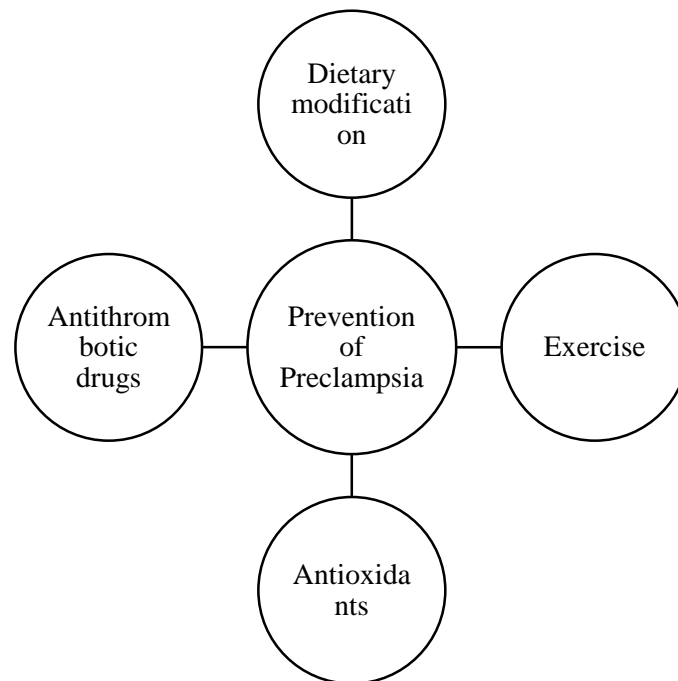 Dietary
modificati
on
Antithrom
botic
drugs
Prevention
of
Preclampsia
Exercise
Antioxida
nts